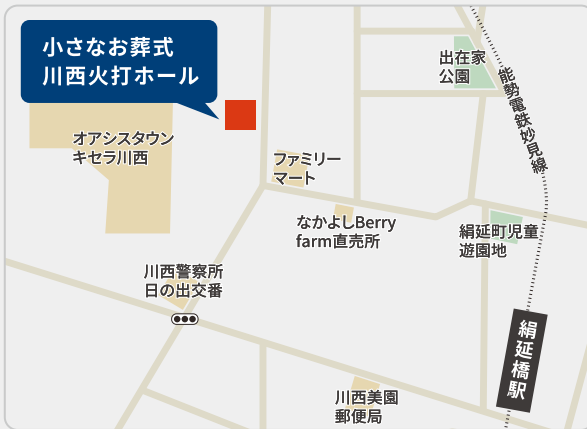 小さなお葬式
川西火打ホール
出在家
公園
能勢電鉄妙見線
オアシスタウン
キセラ川西
ファミリー
マート
なかよしBerry
farm直売所
絹延町児童
遊園地
川西警察所
日の出交番
絹延橋駅
川西美園
郵便局